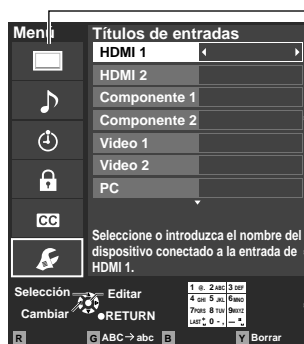 Menú
Títulos de entradas
HDMI 1
HDMI 2
Componente 1
Componente 2
Video 1
Video 2
PC
CC
Seleccione o introduzca el nombre del
dispositivo conectado a la entrada de
HDMI 1.
Selección
Editar
Cambiar
RETURN
1 @. 2 ABC 3 DEF
4 GHI 5 JKL 6 MNO
7 PQRS 8 TUV 9 WXYZ
LAST 0 - ,
R
G ABC → abc
B
Y Borrar